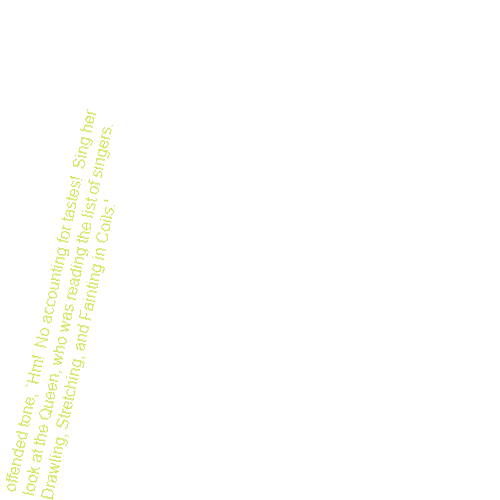 offended tone, `Hm!  No accounting for tastes!  Sing her
look at the Queen, who was reading the list of singers.
Drawling, Stretching, and Fainting in Coils.'